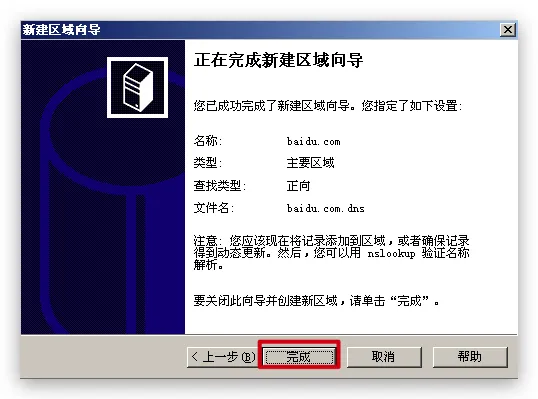 新建区域向导
正在完成新建区域向导
您已成功完成了新建区域向导。您指定了如下设置:
名称: baidu.com
类型: 主要区域
查找类型: 正向
文件名: baidu.com.dns
注意: 您应该现在将记录添加到区域，或者确保记录
得到动态更新。然后，您可以用 nslookup 验证名称
解析。
要关闭此向导并创建新区域，请单击“完成”。
< 上一步(B) 完成 取消 帮助